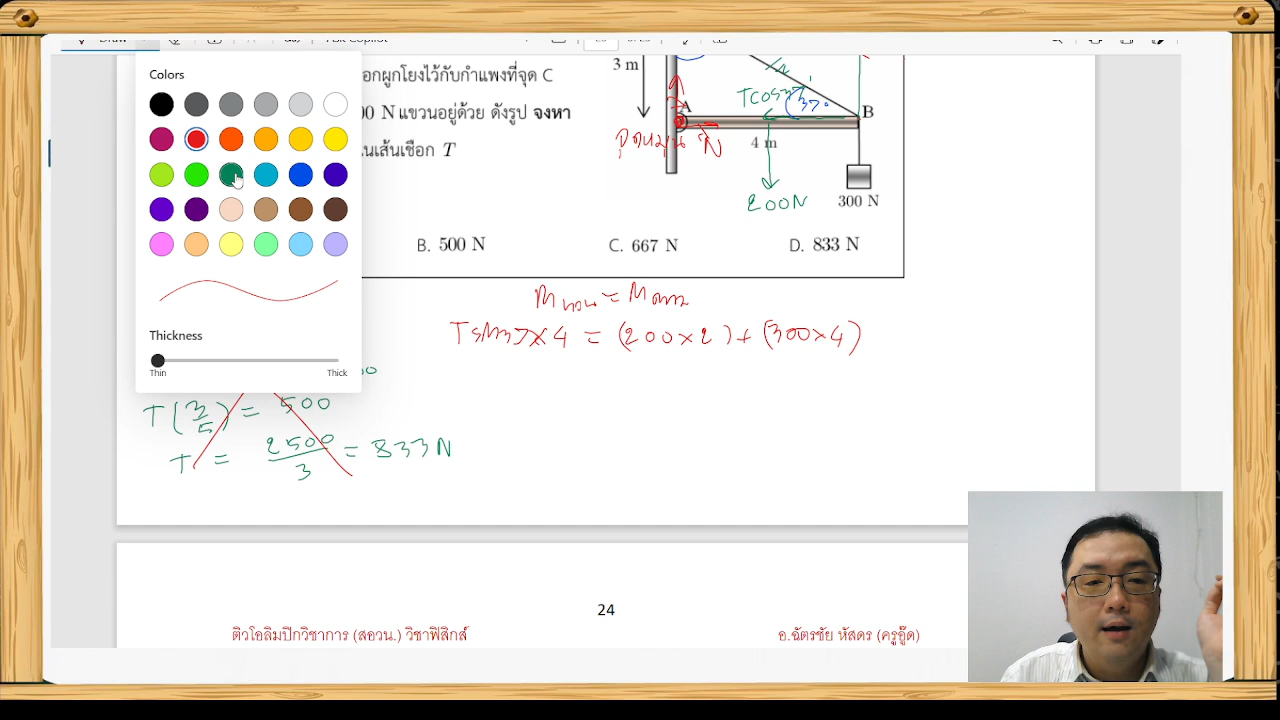 Draw
Colors
3 m
อกผูกโยงไว้กับกำแพงที่จุด C
00 N แขวนอยู่ด้วย ดังรูป จงหา
นเส้นเชือก T
Tcos37
37°
A
B
จุดหมุน
N
4 m
200N
300 N
B. 500 N
C. 667 N
D. 833 N
M ทวน = M ตาม
Tsin37×4 = (200×2)+(300×4)
Thickness
Thin
Thick
T(3/5) = 500
T = 2500/3 = 833 N
24
ติวโอลิมปิกวิชาการ (สอวน.) วิชาฟิสิกส์
อ.ฉัตรชัย หัสดร (ครูอู๊ด)